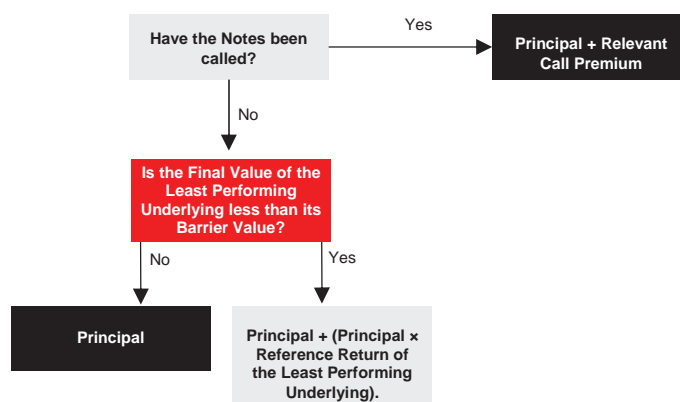 Have the Notes been
called?
Yes
Principal + Relevant
Call Premium
No
Is the Final Value of the
Least Performing
Underlying less than its
Barrier Value?
No
Yes
Principal
Principal + (Principal ×
Reference Return of
the Least Performing
Underlying).